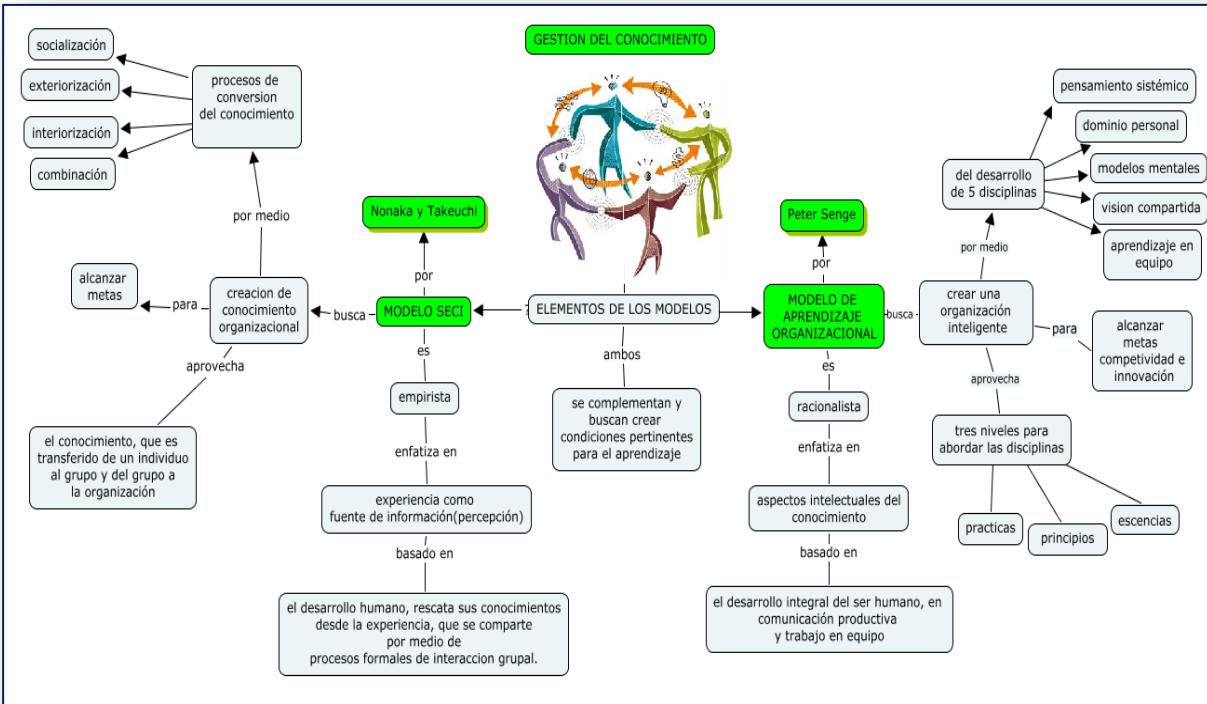 GESTION DEL CONOCIMIENTO
socialización
exteriorización
interiorización
combinación
procesos de
conversion
del conocimiento
por medio
Nonaka y Takeuchi
por
alcanzar
metas
para
creacion de
conocimiento
organizacional
busca
MODELO SECI
aprovecha
el conocimiento, que es
transferido de un individuo
al grupo y del grupo a
la organización
es
empirista
enfatiza en
experiencia como
fuente de información(percepción)
basado en
el desarrollo humano, rescata sus conocimientos
desde la experiencia, que se comparte
por medio de
procesos formales de interaccion grupal.
?
ELEMENTOS DE LOS MODELOS
ambos
se complementan y
buscan crear
condiciones pertinentes
para el aprendizaje
Peter Senge
por
MODELO DE
APRENDIZAJE
ORGANIZACIONAL
es
racionalista
enfatiza en
aspectos intelectuales del
conocimiento
basado en
el desarrollo integral del ser humano, en
comunicación productiva
y trabajo en equipo
busca
crear una
organización
inteligente
por medio
del desarrollo
de 5 disciplinas
pensamiento sistémico
dominio personal
modelos mentales
vision compartida
aprendizaje en
equipo
para
alcanzar
metas
competividad e
innovación
aprovecha
tres niveles para
abordar las disciplinas
practicas
principios
escencias